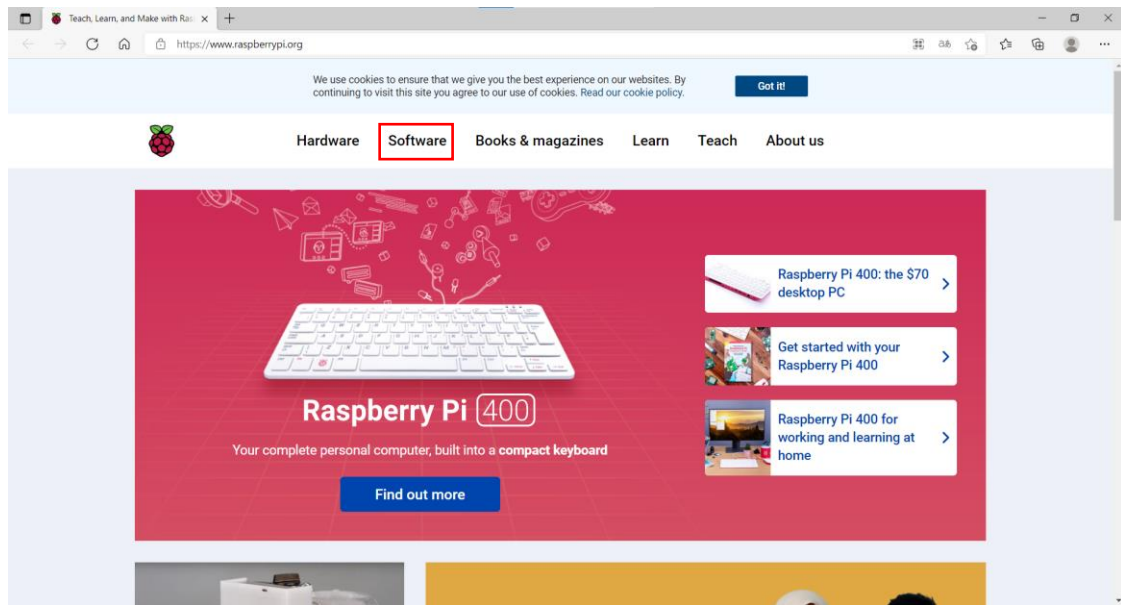 Teach, Learn, and Make with Ras
https://www.raspberrypi.org
We use cookies to ensure that we give you the best experience on our websites. By
continuing to visit this site you agree to our use of cookies. Read our cookie policy.
Got it!
Hardware Software Books & magazines Learn Teach About us
Raspberry Pi 400
Your complete personal computer, built into a compact keyboard
Find out more
Raspberry Pi 400: the $70
desktop PC
Get started with your
Raspberry Pi 400
Raspberry Pi 400 for
working and learning at
home